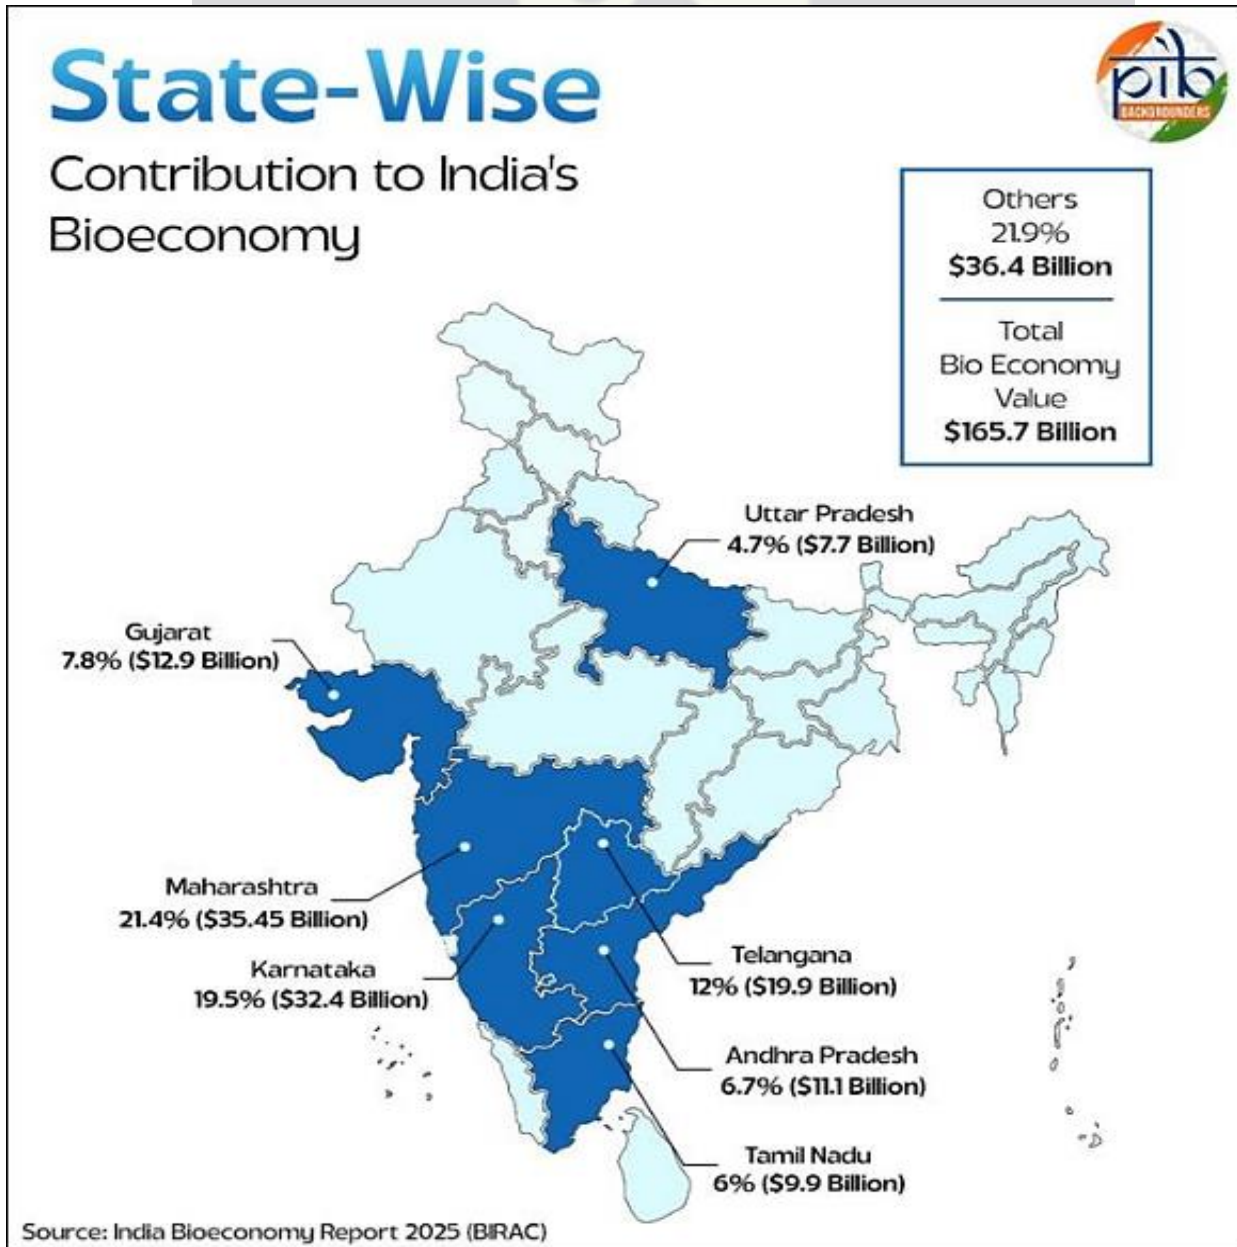 State-Wise
Contribution to India's
Bioeconomy
pib
BACKGROUNDERS
Others
21.9%
$36.4 Billion
Total
Bio Economy
Value
$165.7 Billion
Uttar Pradesh
4.7% ($7.7 Billion)
Gujarat
7.8% ($12.9 Billion)
Maharashtra
21.4% ($35.45 Billion)
Karnataka
19.5% ($32.4 Billion)
Telangana
12% ($19.9 Billion)
Andhra Pradesh
6.7% ($11.1 Billion)
Tamil Nadu
6% ($9.9 Billion)
Source: India Bioeconomy Report 2025 (BIRAC)